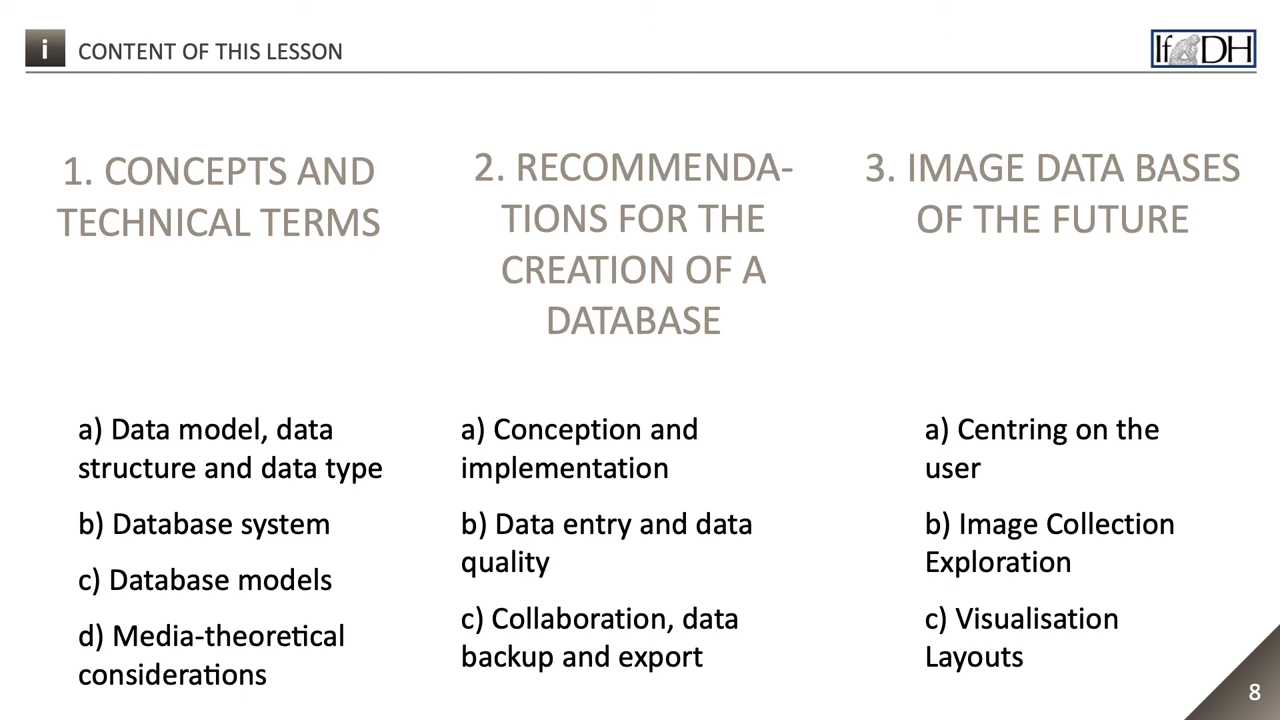 i
CONTENT OF THIS LESSON
IfDH
1. CONCEPTS AND
TECHNICAL TERMS
a) Data model, data
structure and data type
b) Database system
c) Database models
d) Media-theoretical
considerations
2. RECOMMENDA-
TIONS FOR THE
CREATION OF A
DATABASE
a) Conception and
implementation
b) Data entry and data
quality
c) Collaboration, data
backup and export
3. IMAGE DATA BASES
OF THE FUTURE
a) Centring on the
user
b) Image Collection
Exploration
c) Visualisation
Layouts
8